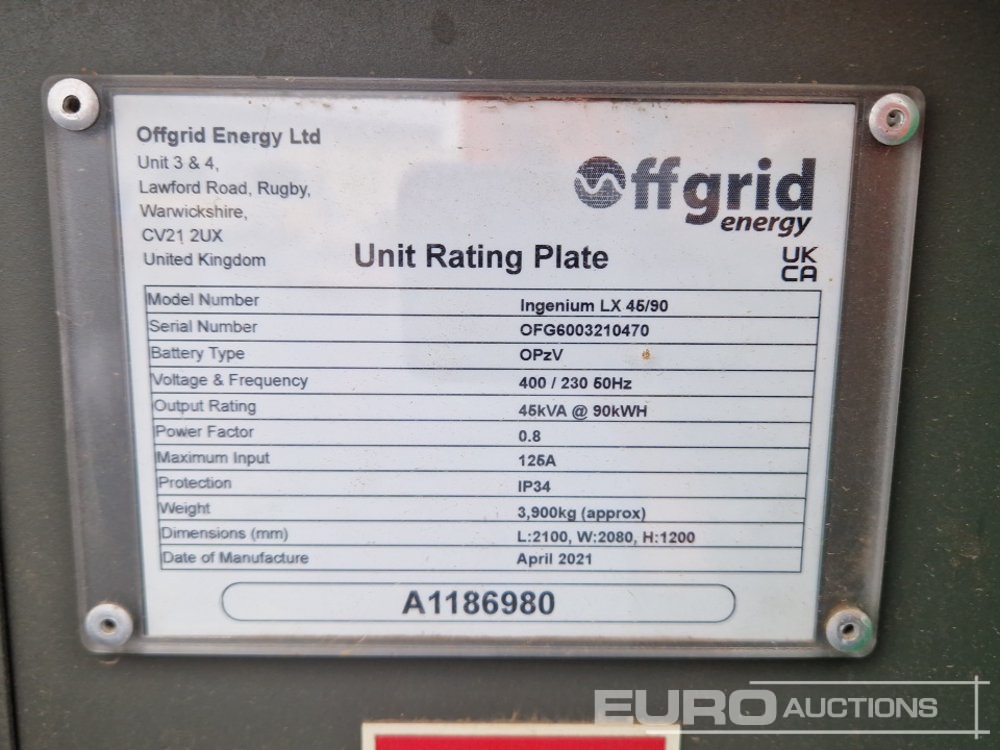 Offgrid Energy Ltd
Unit 3 & 4,
Lawford Road, Rugby,
Warwickshire,
CV21 2UX
United Kingdom
Offgrid
energy
UK
CA
Unit Rating Plate
Model Number Ingenium LX 45/90
Serial Number OFG6003210470
Battery Type OPzV
Voltage & Frequency 400 / 230 50Hz
Output Rating 45kVA @ 90kWH
Power Factor 0.8
Maximum Input 125A
Protection IP34
Weight 3,900kg (approx)
Dimensions (mm) L:2100, W:2080, H:1200
Date of Manufacture April 2021
A1186980
EURO AUCTIONS